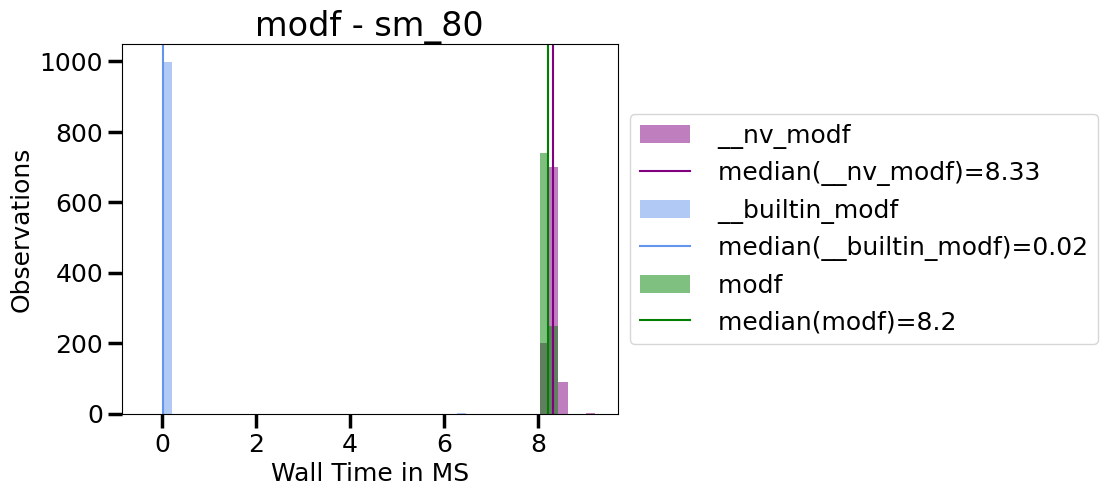 modf - sm_80
1000
800
600
400
200
0
Observations
0 2 4 6 8
Wall Time in MS
__nv_modf
median(__nv_modf)=8.33
__builtin_modf
median(__builtin_modf)=0.02
modf
median(modf)=8.2